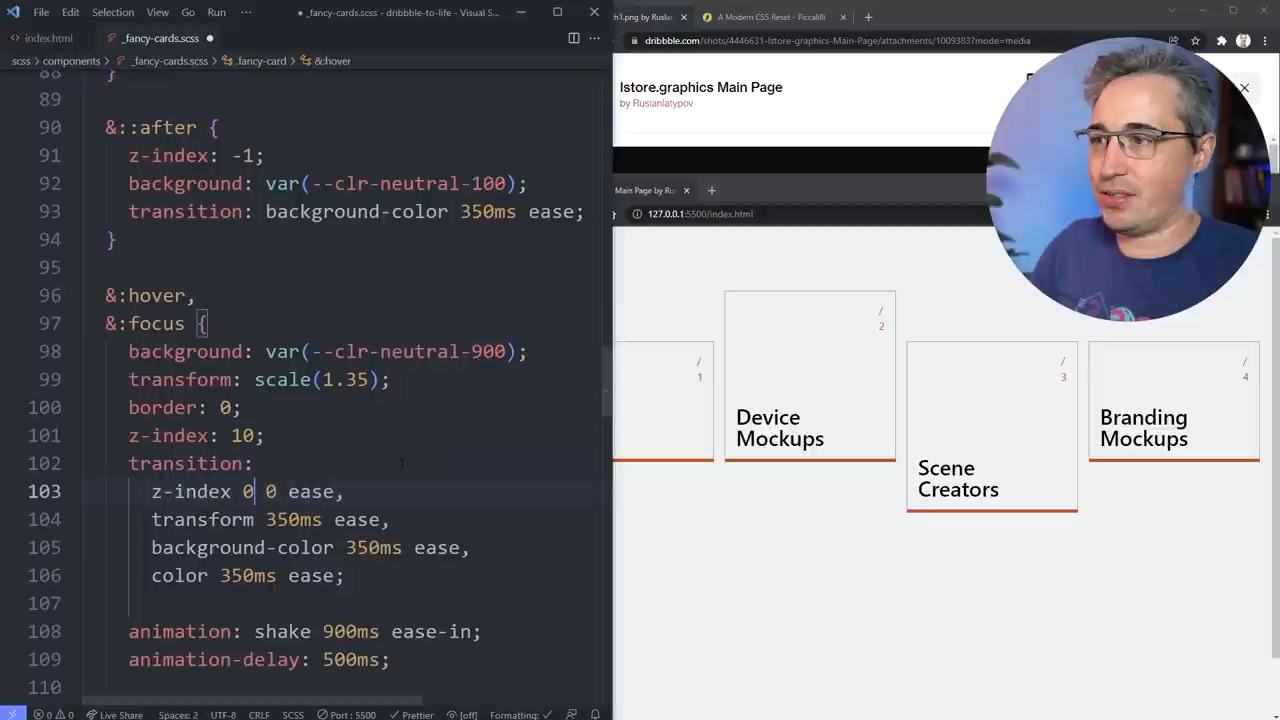 File Edit Selection View Go Run ··· ● _fancy-cards.scss - dribbble-to-life - Visual S...
index.html _fancy-cards.scss ●
scss > components > _fancy-cards.scss > .fancy-card > &:hover
88 }
89
90 &::after {
91 z-index: -1;
92 background: var(--clr-neutral-100);
93 transition: background-color 350ms ease;
94 }
95
96 &:hover,
97 &:focus {
98 background: var(--clr-neutral-900);
99 transform: scale(1.35);
100 border: 0;
101 z-index: 10;
102 transition:
103 z-index 0 0 ease,
104 transform 350ms ease,
105 background-color 350ms ease,
106 color 350ms ease;
107
108 animation: shake 900ms ease-in;
109 animation-delay: 500ms;
110
0 0 Live Share Spaces: 2 UTF-8 CRLF SCSS Port : 5500 Prettier [off] Formatting: ✓
h1.png by Rusla A Modern CSS Reset - Piccalilli
dribbble.com/shots/4446631-Istore-graphics-Main-Page/attachments/1009383?mode=media
Istore.graphics Main Page
by Ruslanlatypov
Main Page by Ru
127.0.0.1:5500/index.html
/
1
/
2
Device
Mockups
/
3
Scene
Creators
/
4
Branding
Mockups